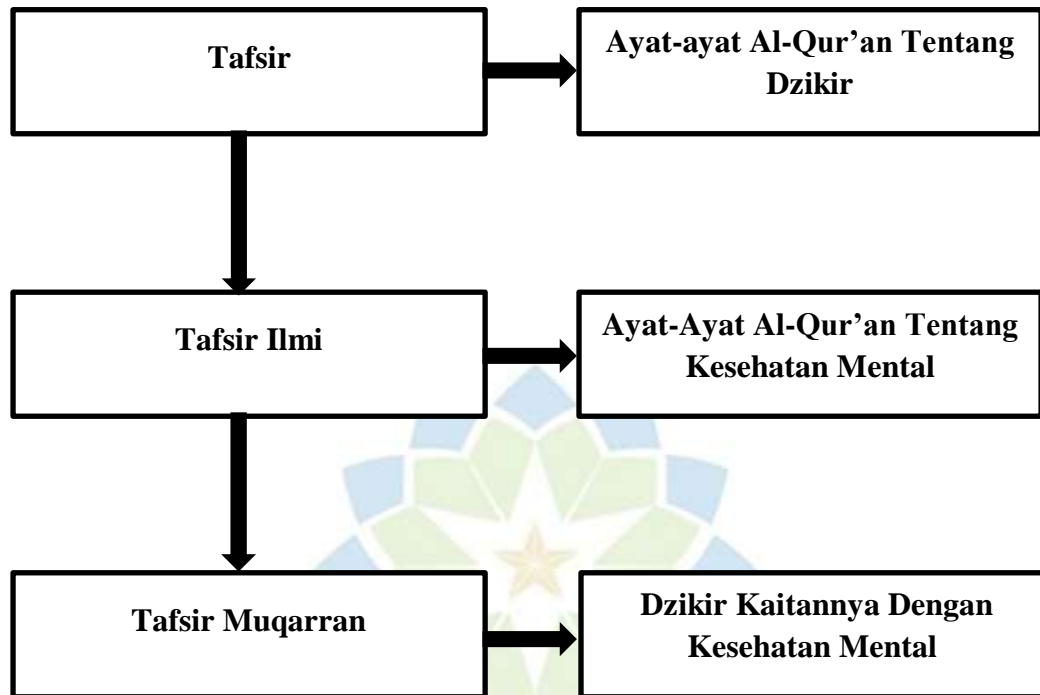 Tafsir
Ayat-ayat Al-Qur’an Tentang
Dzikir
Tafsir Ilmi
Ayat-Ayat Al-Qur’an Tentang
Kesehatan Mental
Tafsir Muqarran
Dzikir Kaitannya Dengan
Kesehatan Mental